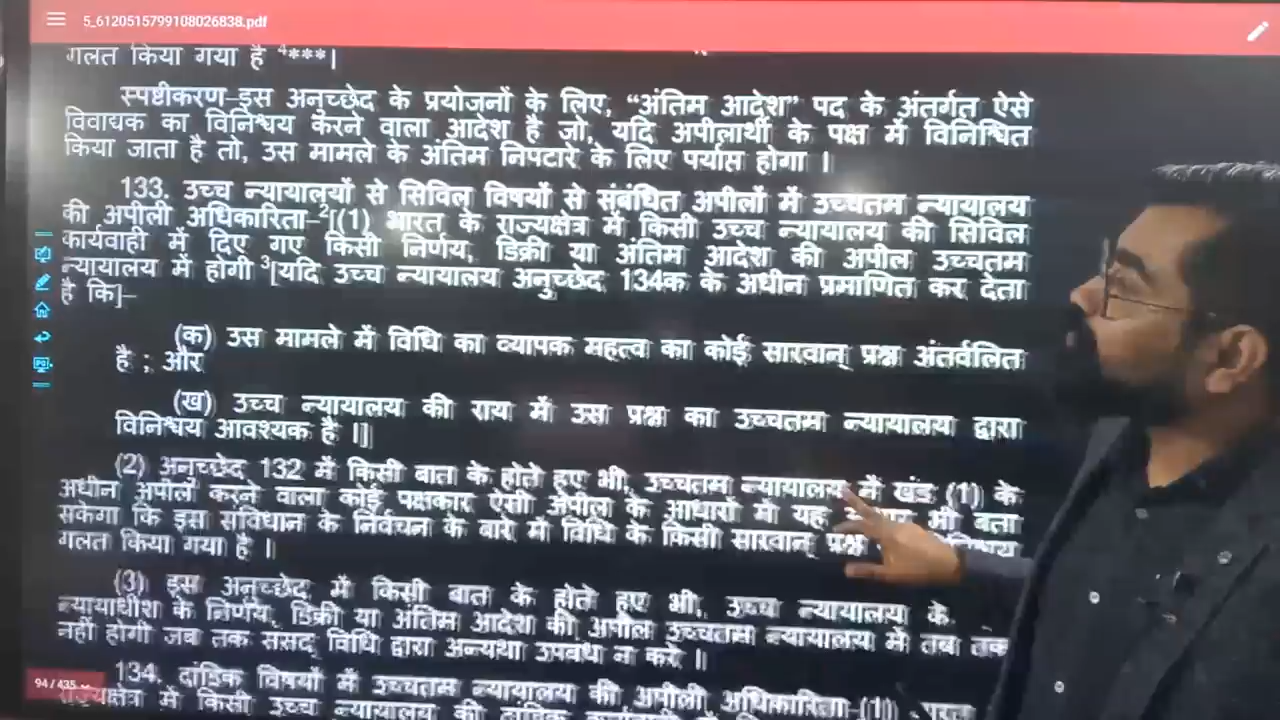 5_6120515799108026838.pdf
गलत किया गया है ⁴***।
स्पष्टीकरण–इस अनुच्छेद के प्रयोजनों के लिए, “अंतिम आदेश” पद के अंतर्गत ऐसे
विवाद्यक का विनिश्चय करने वाला आदेश है जो, यदि अपीलार्थी के पक्ष में विनिश्चित
किया जाता है तो, उस मामले के अंतिम निपटारे के लिए पर्याप्त होगा ।
133. उच्च न्यायालयों से सिविल विषयों से संबंधित अपीलों में उच्चतम न्यायालय
की अपीली अधिकारिता–²[(1) भारत के राज्यक्षेत्र में किसी उच्च न्यायालय की सिविल
कार्यवाही में दिए गए किसी निर्णय, डिक्री या अंतिम आदेश की अपील उच्चतम
न्यायालय में होगी ³[यदि उच्च न्यायालय अनुच्छेद 134क के अधीन प्रमाणित कर देता
है कि]–
(क) उस मामले में विधि का व्यापक महत्व का कोई सारवान् प्रश्न अंतर्वलित
है ; और
(ख) उच्च न्यायालय की राय में उस प्रश्न का उच्चतम न्यायालय द्वारा
विनिश्चय आवश्यक है ।]
(2) अनुच्छेद 132 में किसी बात के होते हुए भी, उच्चतम न्यायालय में खंड (1) के
अधीन अपील करने वाला कोई पक्षकार ऐसी अपील के आधारों में यह भी बता
सकेगा कि इस संविधान के निर्वचन के बारे में विधि के किसी सारवान् प्रश्न
गलत किया गया है ।
(3) इस अनुच्छेद में किसी बात के होते हुए भी, उच्च न्यायालय के
न्यायाधीश के निर्णय, डिक्री या अंतिम आदेश की अपील उच्चतम न्यायालय में तब तक
नहीं होगी जब तक संसद् विधि द्वारा अन्यथा उपबंध न करे ।
134. दांडिक विषयों में उच्चतम न्यायालय की अपीली अधिकारिता–(1)
राज्यक्षेत्र में किसी उच्च न्यायालय की
94 / 435